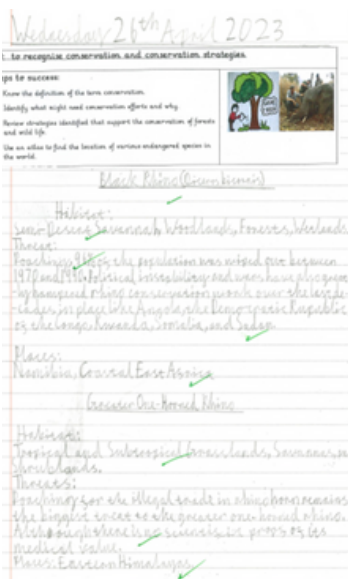 Wednesday 26th April 2023
: to recognise conservation and conservation strategies.
ps to success:
Know the definition of the term conservation.
Identify what might need conservation efforts and why.
Review strategies identified that support the conservation of forests
and wild life.
Use an atlas to find the location of various endangered species in
the world.
Black Rhino
Habitat:
Semi-Desert Savannah, Woodlands, Forests, Wetlands
Threat:
Poaching, 96% of the population was wiped out between
1970 and 1990. Political instability and wars have also
hampered rhino conservation work over the last de-
cades, in place like Angola, the Democratic Republic
of the Congo, Rwanda, Somalia, and Sudan
Places:
Namibia, Coastal East Africa
Greater One-Horned Rhino
Habitat:
Tropical and Subtropical Grasslands, Savannas, and
Shrublands.
Threats:
Poaching for the illegal trade in rhino horn remains
the biggest treat to the greater one horned rhino.
Although there is no scientific of its
medical value.
Places: Eastern Himalayas,